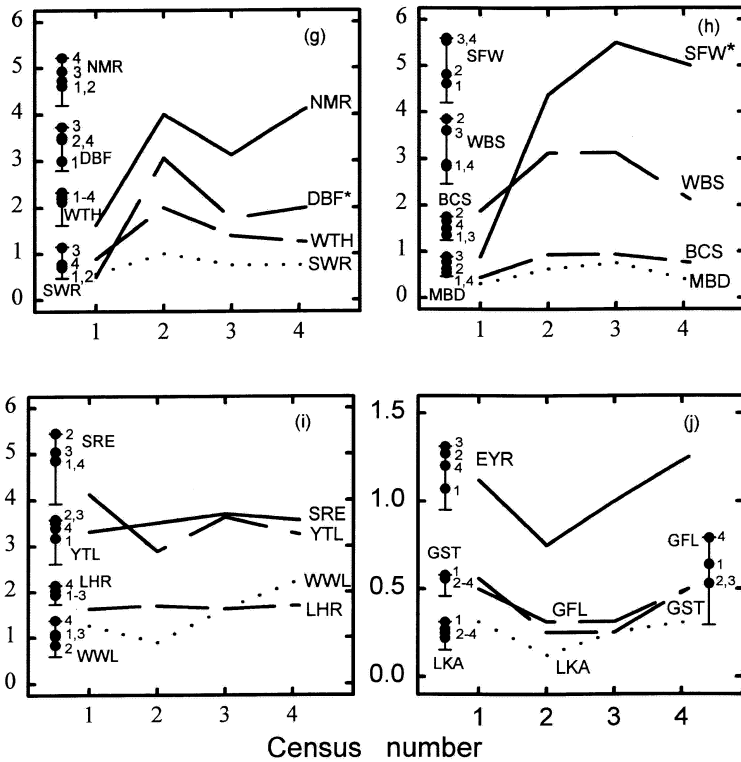 (g)
6
5
4
3
2
1
0
4
3 NMR
1,2
3
2,4
1 DBF
1-4
WTH
3
4
1,2
SWR
NMR
DBF*
WTH
SWR
1 2 3 4
(h)
6
5
4
3
2
1
0
3,4
SFW
2
1
2
3
WBS
1,4
BCS
2
4
1,3
3
2
1,4
MBD
SFW*
WBS
BCS
MBD
1 2 3 4
(i)
6
5
4
3
2
1
0
2
SRE
3
1,4
2,3
4
1
YTL
LHR
4
1-3
4
1,3
2 WWL
SRE
YTL
WWL
LHR
1 2 3 4
(j)
1.5
1.0
0.5
0.0
3
2 EYR
4
1
GST
1
2-4
1
2-4
LKA
GFL
LKA
GST
GFL
4
1
2,3
1 2 3 4
Census number